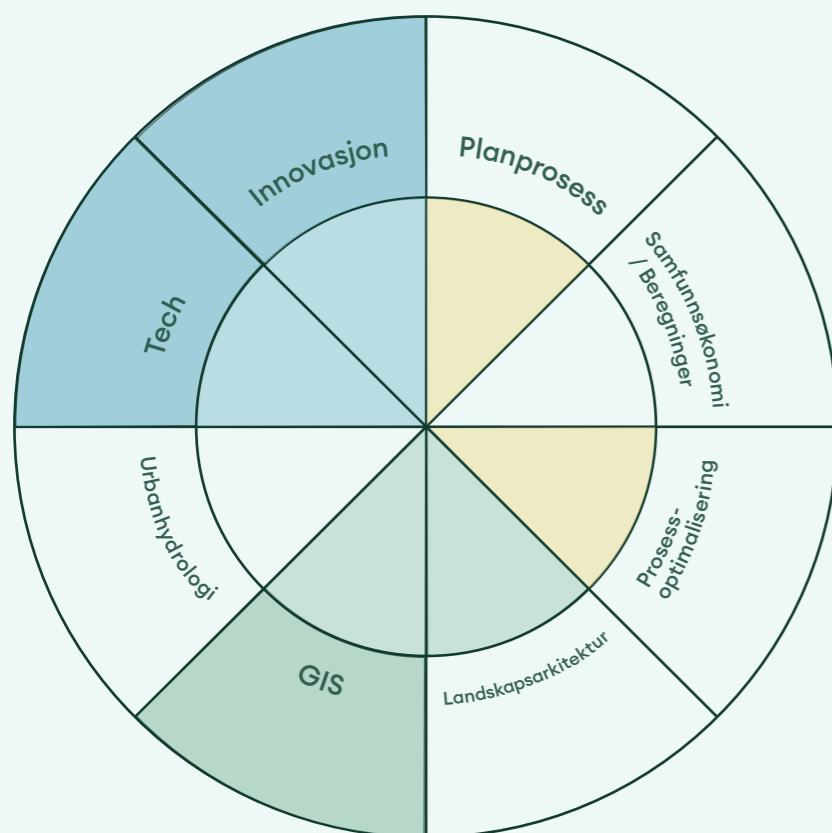 Innovasjon
Planprosess
Samfunnsøkonomi
/ Beregninger
Tech
Urbanhydrologi
Prosess-
optimalisering
GIS
Landskapsarkitektur